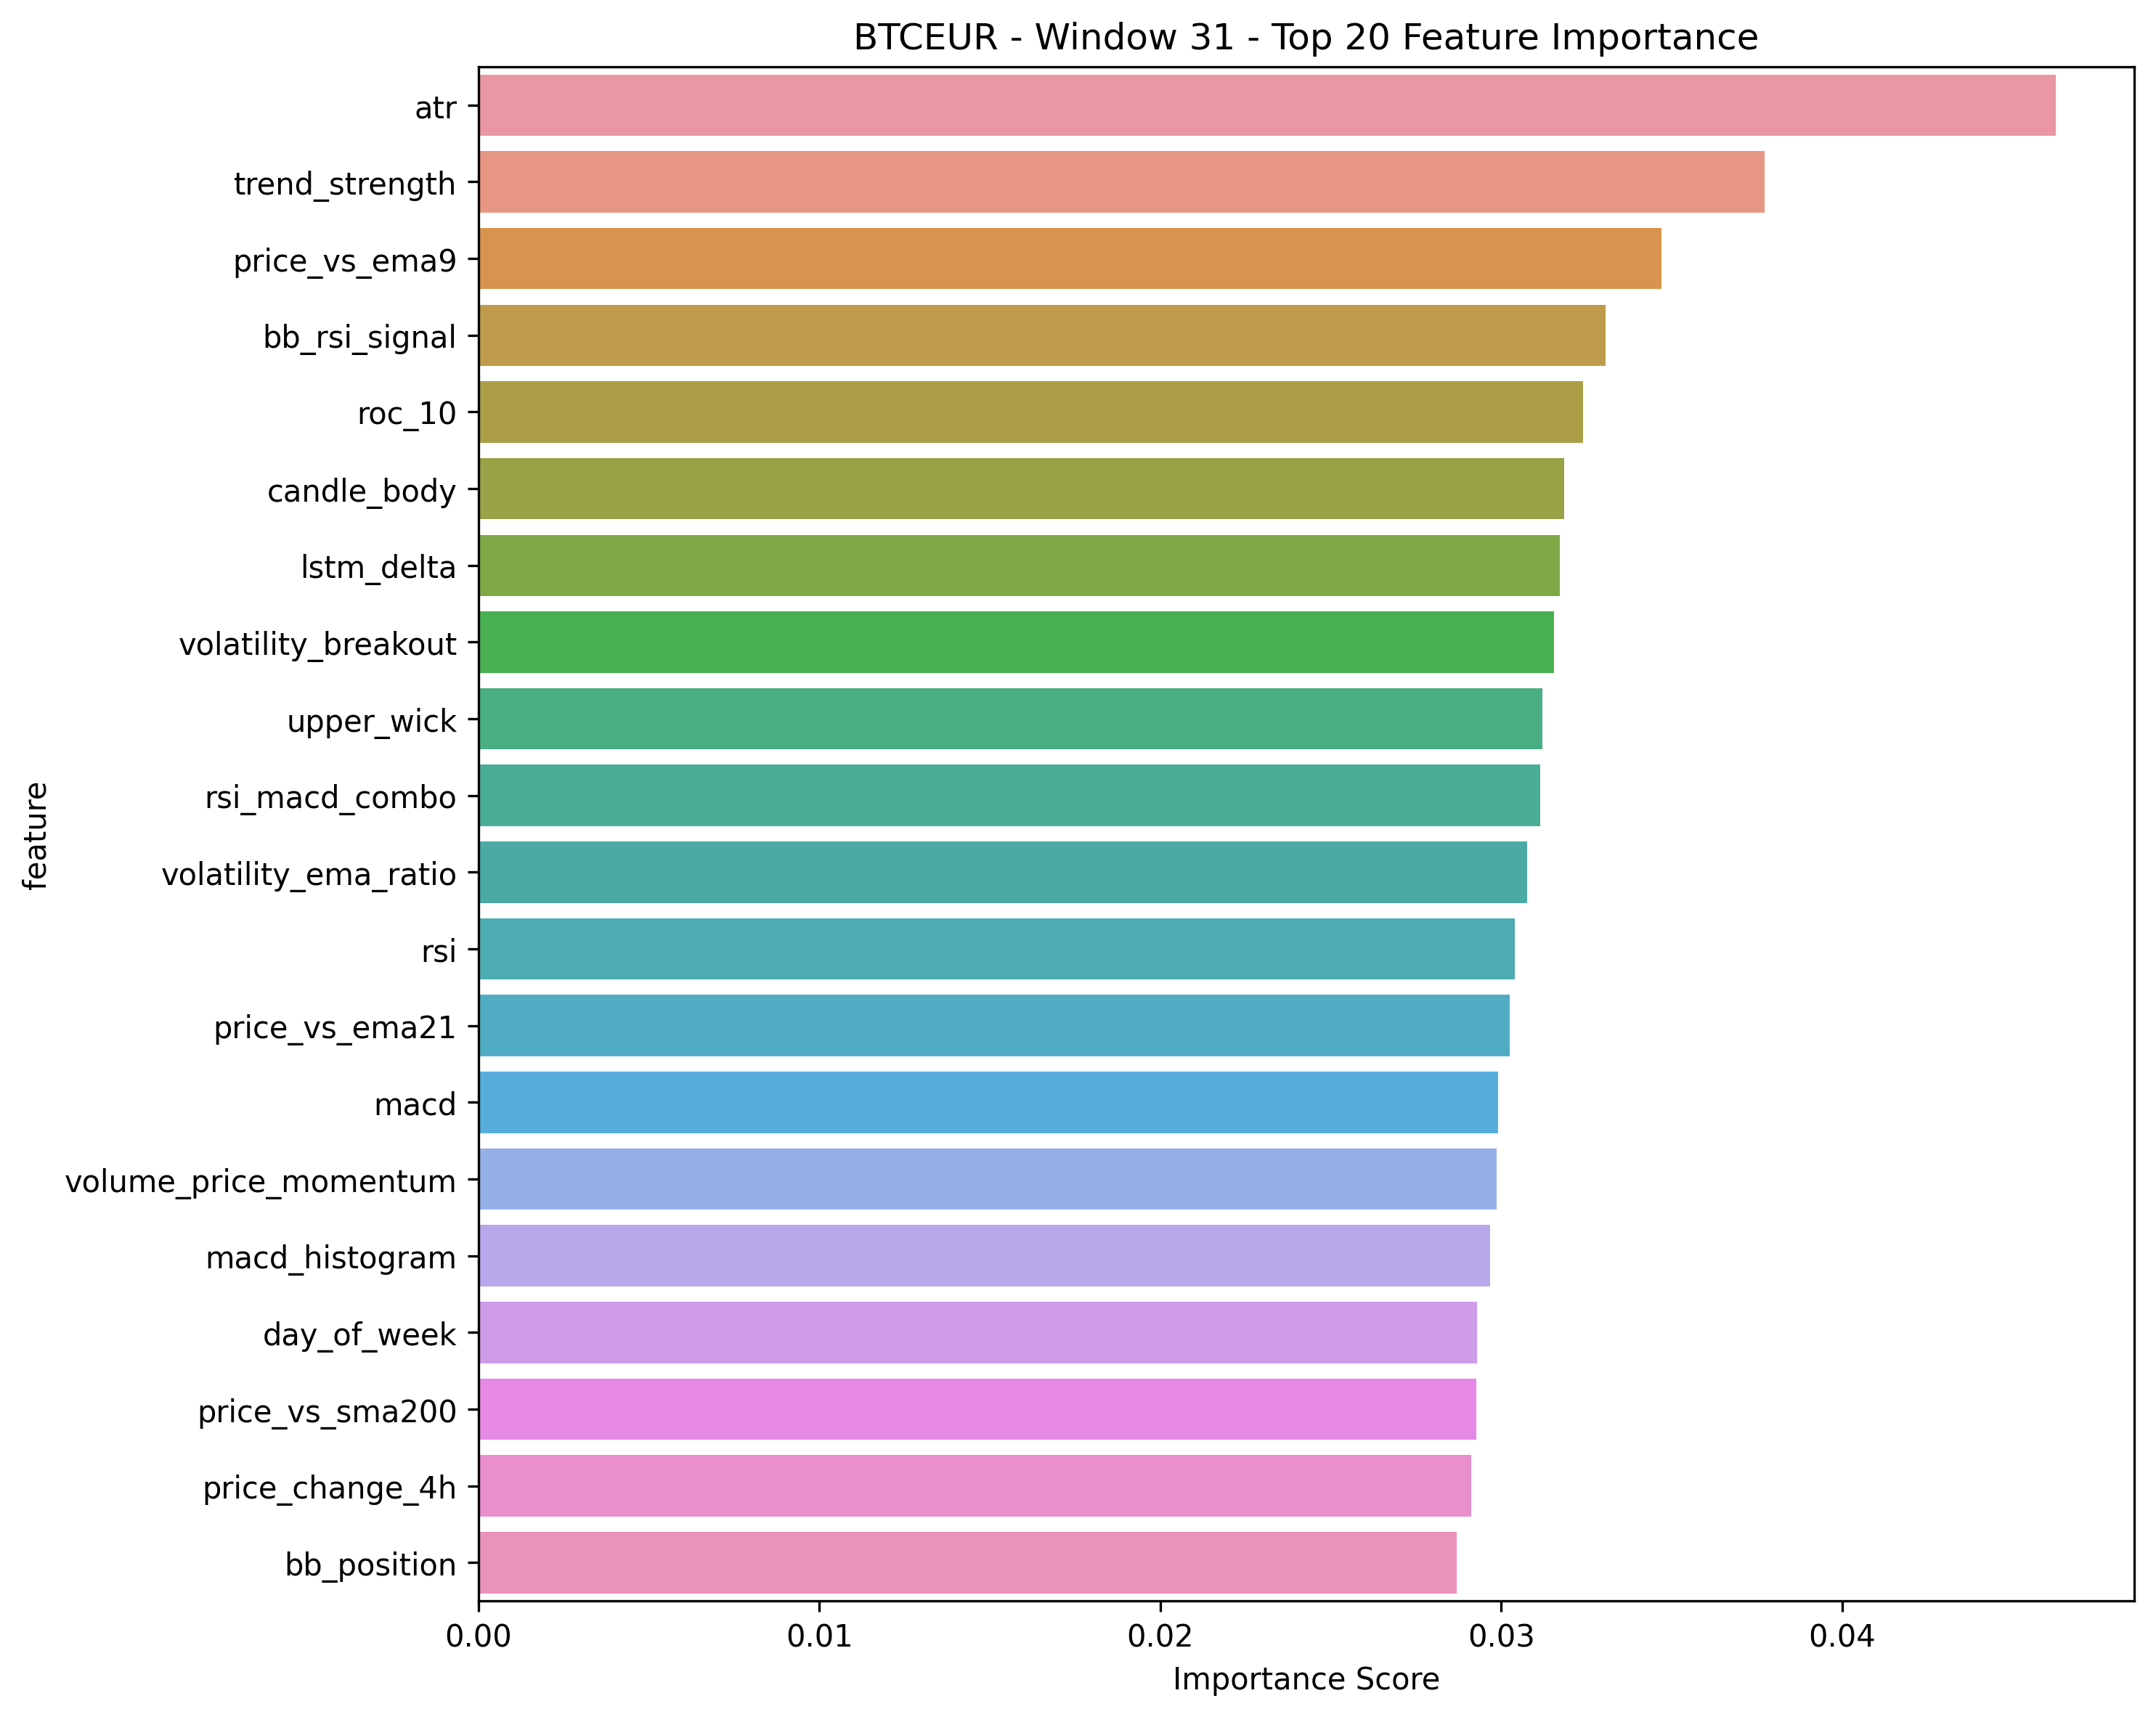 BTCEUR - Window 31 - Top 20 Feature Importance
atr
trend_strength
price_vs_ema9
bb_rsi_signal
roc_10
candle_body
lstm_delta
volatility_breakout
upper_wick
rsi_macd_combo
volatility_ema_ratio
rsi
price_vs_ema21
macd
volume_price_momentum
macd_histogram
day_of_week
price_vs_sma200
price_change_4h
bb_position
feature
0.00 0.01 0.02 0.03 0.04
Importance Score